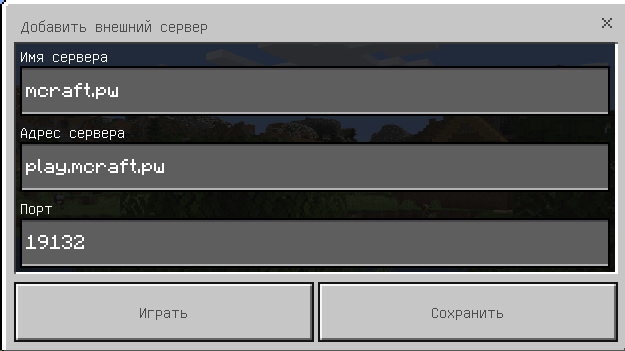 Добавить внешний сервер
Имя сервера
mcraft.pw
Адрес сервера
play.mcraft.pw
Порт
19132
Играть
Сохранить